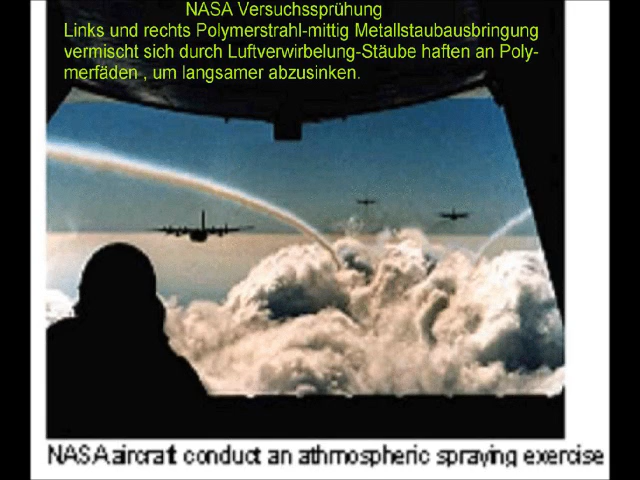 NASA Versuchssprühung
Links und rechts Polymerstrahl-mittig Metallstaubausbringung
vermischt sich durch Luftverwirbelung-Stäube haften an Poly-
merfäden , um langsamer abzusinken.
NASA aircraft conduct an athmospheric spraying exercise